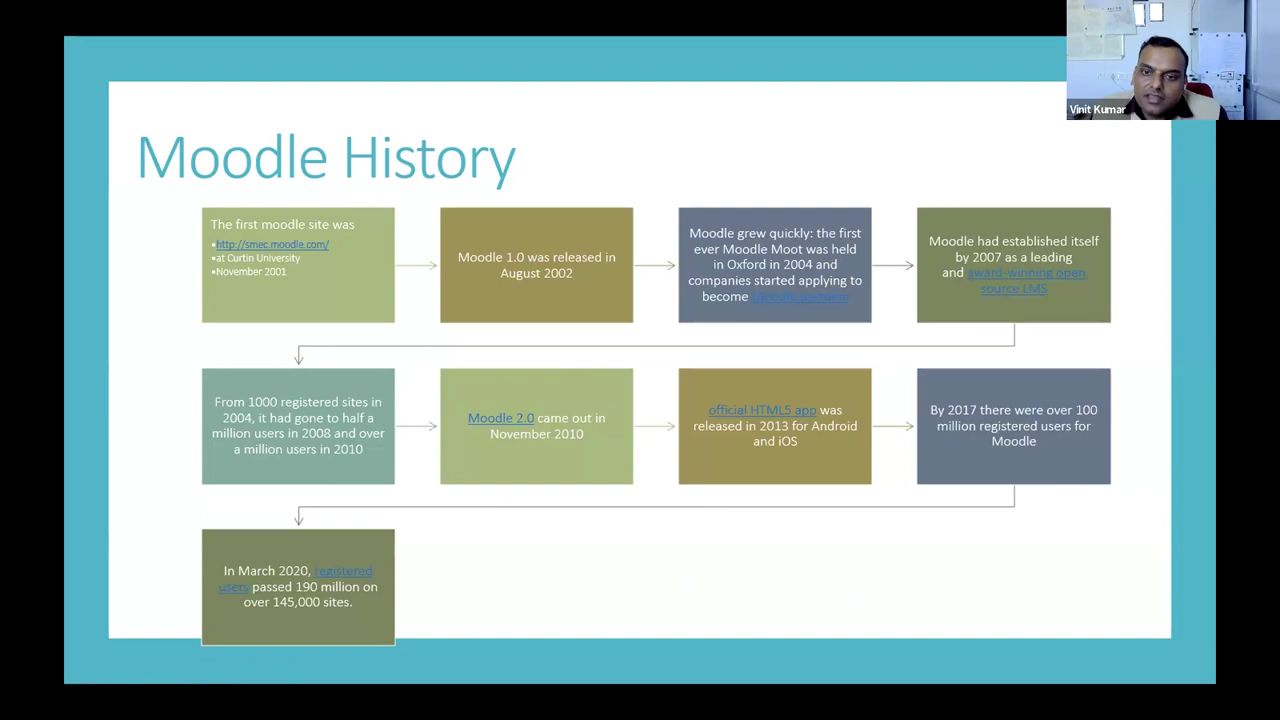 Vinit Kumar
Moodle History
The first moodle site was
▪http://smec.moodle.com/
▪at Curtin University
▪November 2001
Moodle 1.0 was released in
August 2002
Moodle grew quickly: the first
ever Moodle Moot was held
in Oxford in 2004 and
companies started applying to
become Moodle partners.
Moodle had established itself
by 2007 as a leading
and award-winning open
source LMS
From 1000 registered sites in
2004, it had gone to half a
million users in 2008 and over
a million users in 2010
Moodle 2.0 came out in
November 2010
official HTML5 app was
released in 2013 for Android
and iOS
By 2017 there were over 100
million registered users for
Moodle
In March 2020, registered
users passed 190 million on
over 145,000 sites.